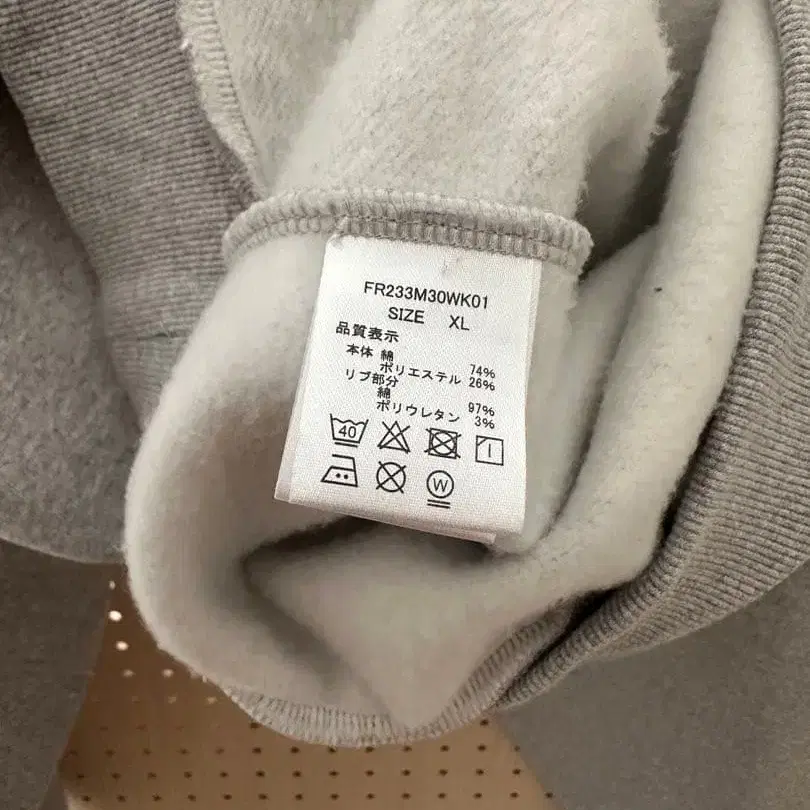 FR233M30WK01
SIZE XL
品質表示
本体 綿 74%
ポリエステル 26%
リブ部分
綿 97%
ポリウレタン 3%
40
W